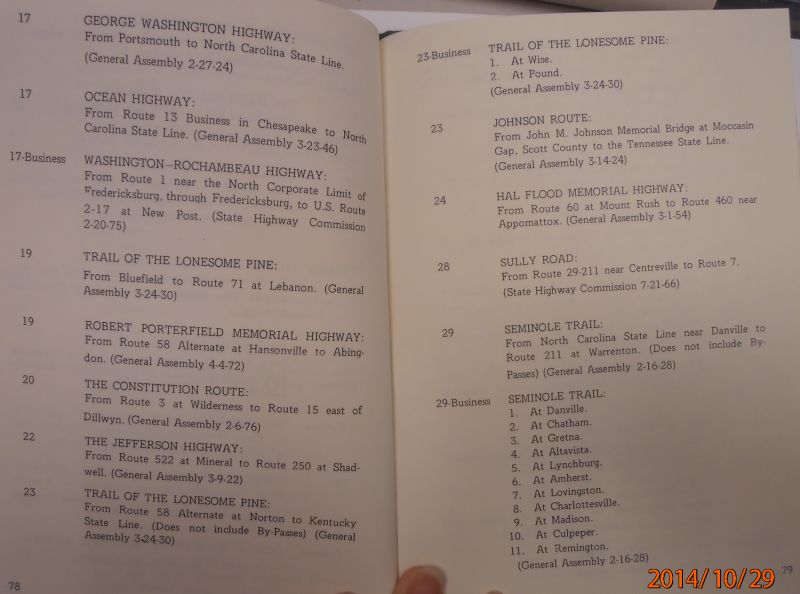 17 GEORGE WASHINGTON HIGHWAY:
From Portsmouth to North Carolina State Line.
(General Assembly 2-27-24)
17 OCEAN HIGHWAY:
From Route 13 Business in Chesapeake to North
Carolina State Line. (General Assembly 3-23-46)
17-Business WASHINGTON—ROCHAMBEAU HIGHWAY:
From Route 1 near the North Corporate Limit of
Fredericksburg, through Fredericksburg, to U.S. Route
2-17 at New Post. (State Highway Commission
2-20-75)
19 TRAIL OF THE LONESOME PINE:
From Bluefield to Route 71 at Lebanon. (General
Assembly 3-24-30)
19 ROBERT PORTERFIELD MEMORIAL HIGHWAY:
From Route 58 Alternate at Hansonville to Abing-
don. (General Assembly 4-4-72)
20 THE CONSTITUTION ROUTE:
From Route 3 at Wilderness to Route 15 east of
Dillwyn. (General Assembly 2-6-76)
22 THE JEFFERSON HIGHWAY:
From Route 522 at Mineral to Route 250 at Shad-
well. (General Assembly 3-9-22)
23 TRAIL OF THE LONESOME PINE:
From Route 58 Alternate at Norton to Kentucky
State Line. (Does not include By-Passes) (General
Assembly 3-24-30)
78
23-Business TRAIL OF THE LONESOME PINE:
1. At Wise.
2. At Pound.
(General Assembly 3-24-30)
23 JOHNSON ROUTE:
From John M. Johnson Memorial Bridge at Moccasin
Gap, Scott County to the Tennessee State Line.
(General Assembly 3-14-24)
24 HAL FLOOD MEMORIAL HIGHWAY:
From Route 60 at Mount Rush to Route 460 near
Appomattox. (General Assembly 3-1-54)
28 SULLY ROAD:
From Route 29-211 near Centreville to Route 7.
(State Highway Commission 7-21-66)
29 SEMINOLE TRAIL:
From North Carolina State Line near Danville to
Route 211 at Warrenton. (Does not include By-
Passes) (General Assembly 2-16-28)
29-Business SEMINOLE TRAIL:
1. At Danville.
2. At Chatham.
3. At Gretna.
4. At Altavista.
5. At Lynchburg.
6. At Amherst.
7. At Lovingston.
8. At Charlottesville.
9. At Madison.
10. At Culpeper.
11. At Remington.
(General Assembly 2-16-28)
79
2014/10/29